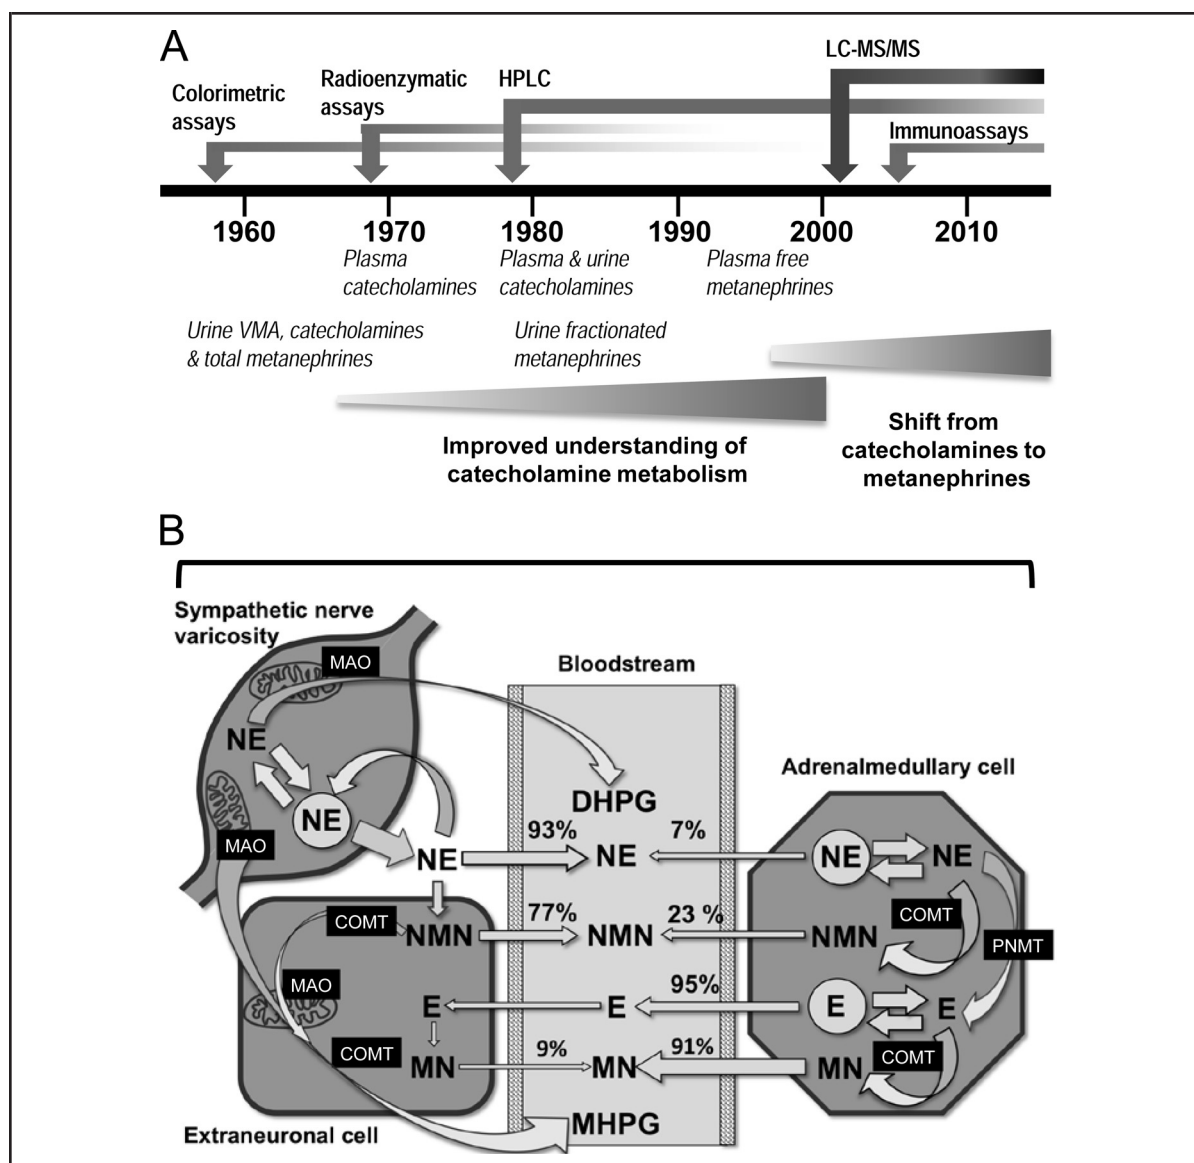 A
LC-MS/MS
Radioenzymatic
assays
HPLC
Colorimetric
assays
Immunoassays
1960
1970
1980
1990
2000
2010
Plasma
catecholamines
Plasma & urine
catecholamines
Plasma free
metanephrines
Urine VMA, catecholamines
& total metanephrines
Urine fractionated
metanephrines
Improved understanding of
catecholamine metabolism
Shift from
catecholamines to
metanephrines
B
Sympathetic nerve
varicosity
MAO
Bloodstream
NE
Adrenalmedullary cell
DHPG
NE
MAO
NE
93%
NE
7%
NE
NE
COMT
NMN
77%
NMN
23 %
NMN
COMT
PNMT
MAO
E
E
95%
E
E
COMT
MN
9%
MN
91%
MN
COMT
MHPG
Extraneuronal cell